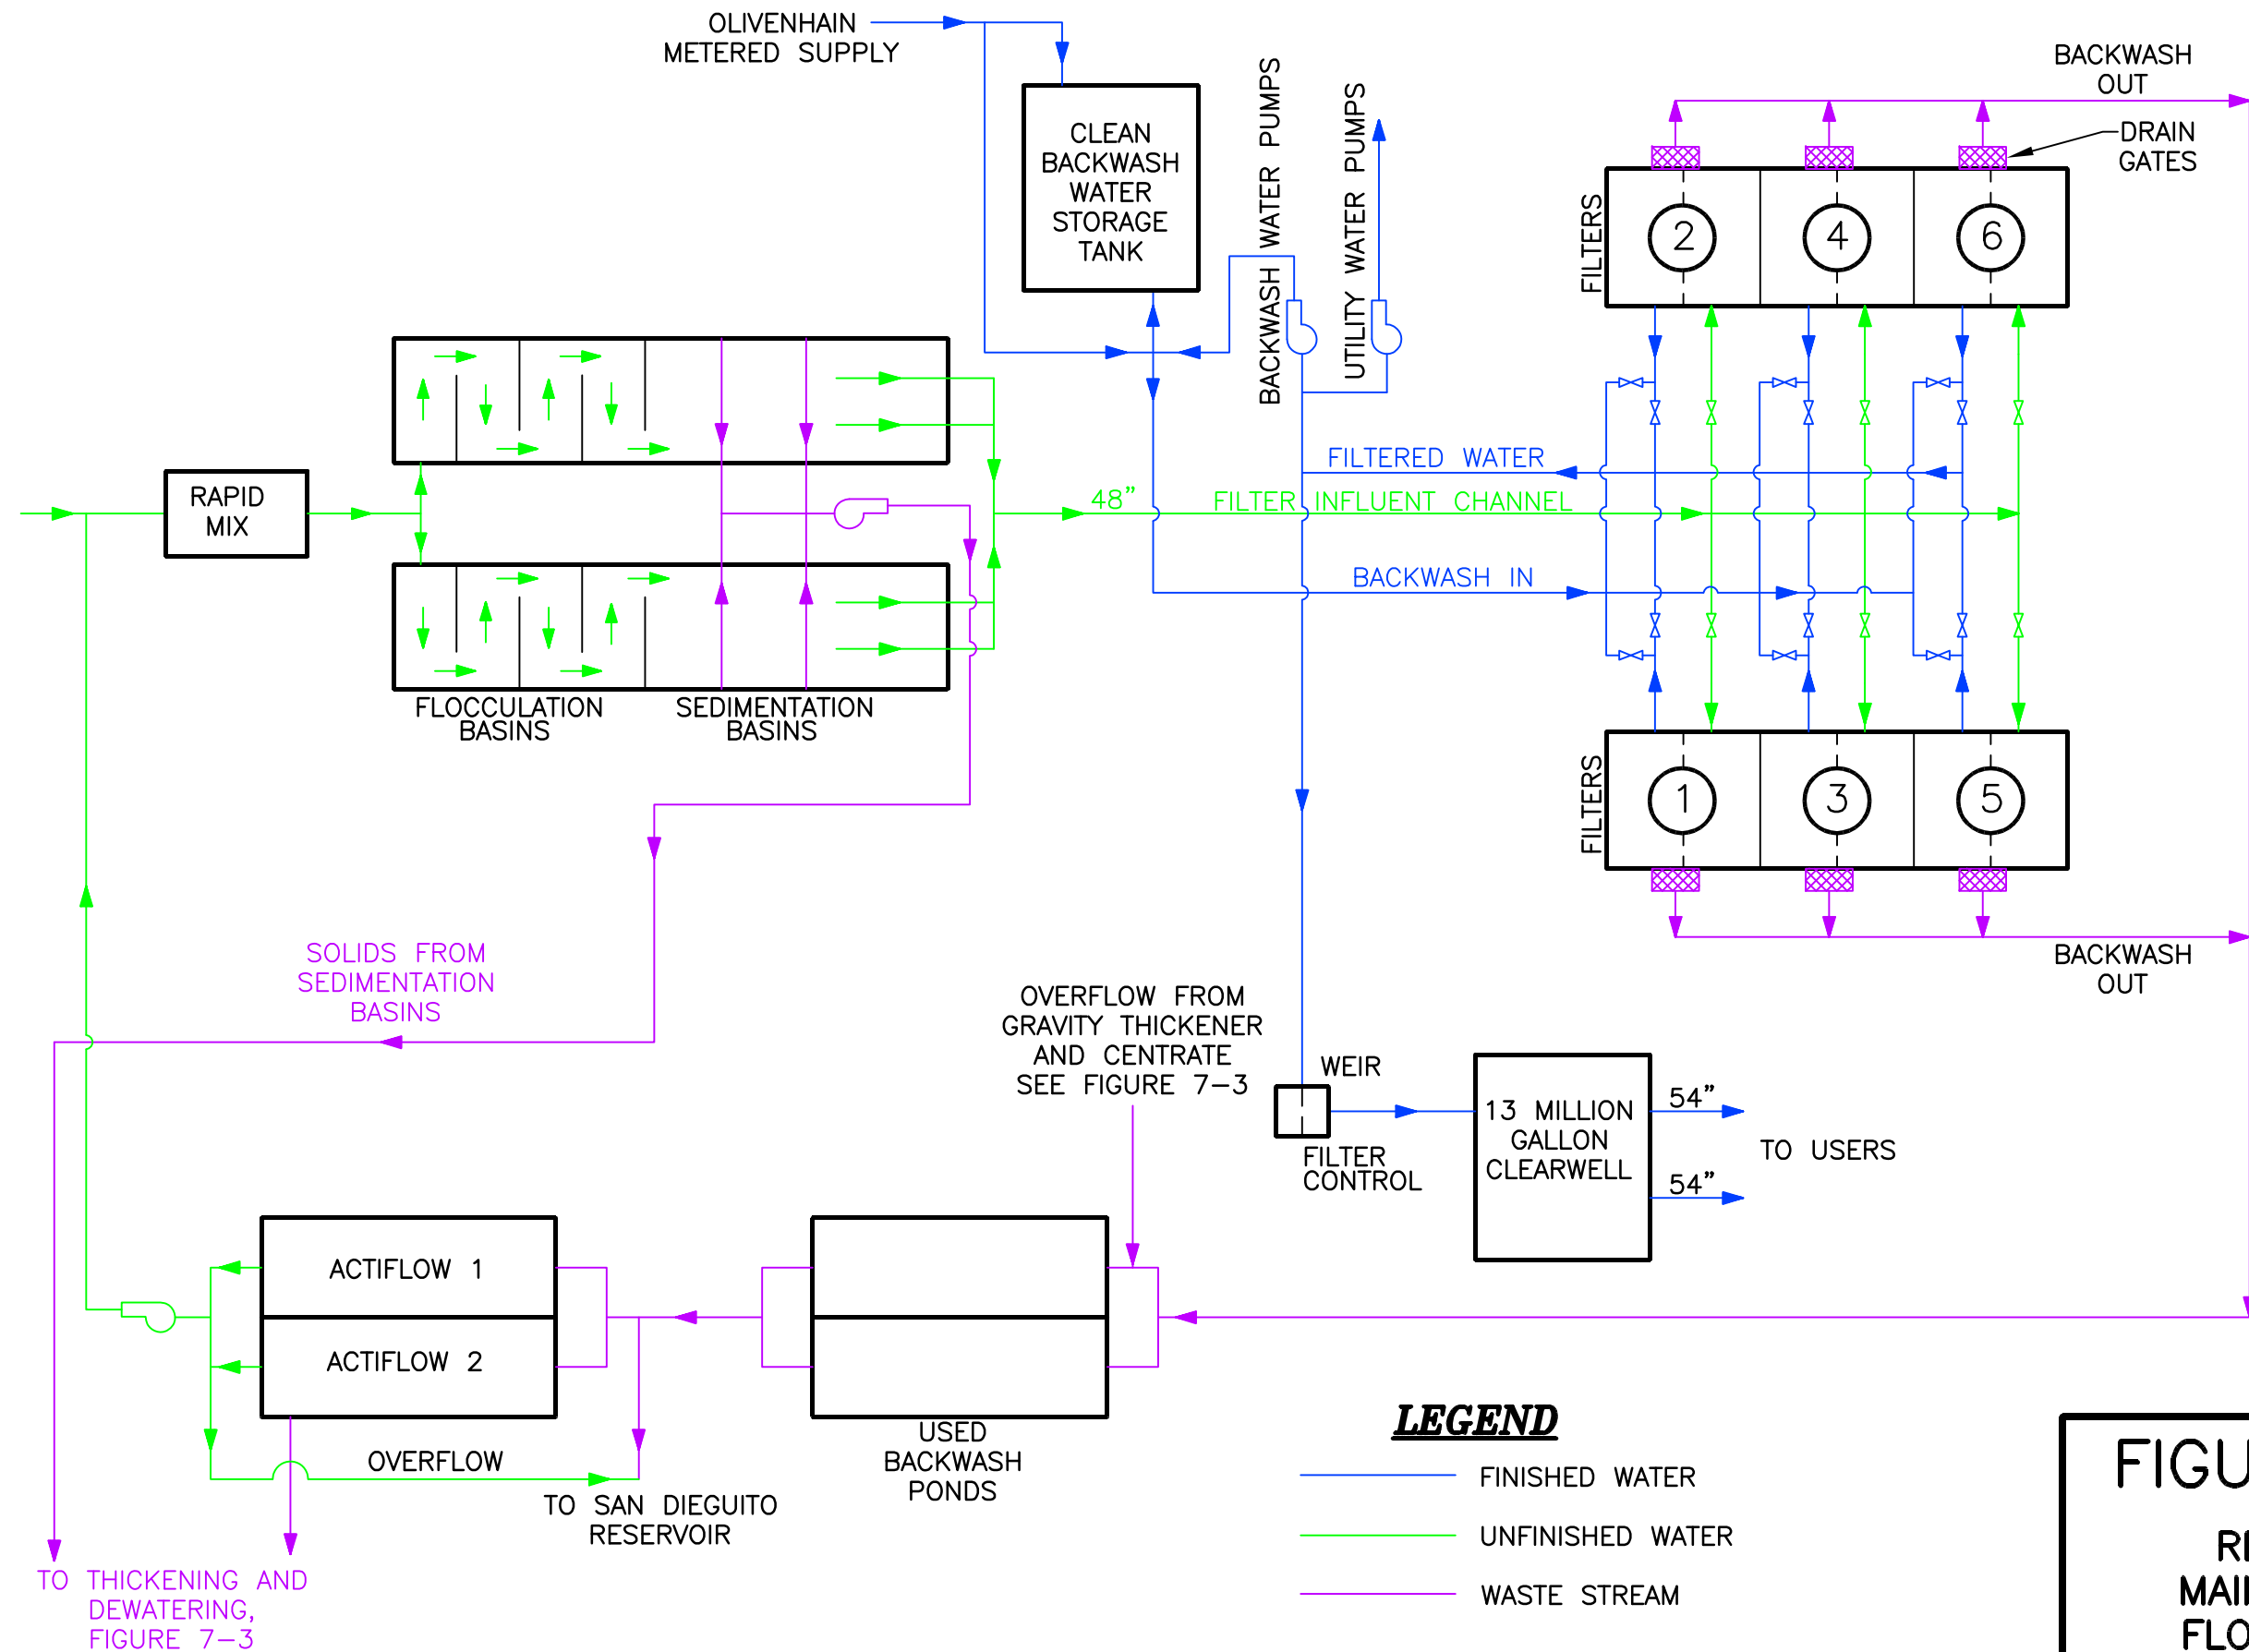 OLIVENHAIN
METERED SUPPLY
CLEAN
BACKWASH
WATER
STORAGE
TANK
BACKWASH WATER PUMPS
UTILITY WATER PUMPS
BACKWASH
OUT
DRAIN
GATES
FILTERS
2
4
6
RAPID
MIX
FLOCCULATION
BASINS
SEDIMENTATION
BASINS
FILTERED WATER
48" FILTER INFLUENT CHANNEL
BACKWASH IN
FILTERS
1
3
5
BACKWASH
OUT
SOLIDS FROM
SEDIMENTATION
BASINS
OVERFLOW FROM
GRAVITY THICKENER
AND CENTRATE
SEE FIGURE 7-3
WEIR
FILTER
CONTROL
13 MILLION
GALLON
CLEARWELL
54"
54"
TO USERS
ACTIFLOW 1
ACTIFLOW 2
OVERFLOW
TO SAN DIEGUITO
RESERVOIR
USED
BACKWASH
PONDS
TO THICKENING AND
DEWATERING,
FIGURE 7-3
LEGEND
FINISHED WATER
UNFINISHED WATER
WASTE STREAM